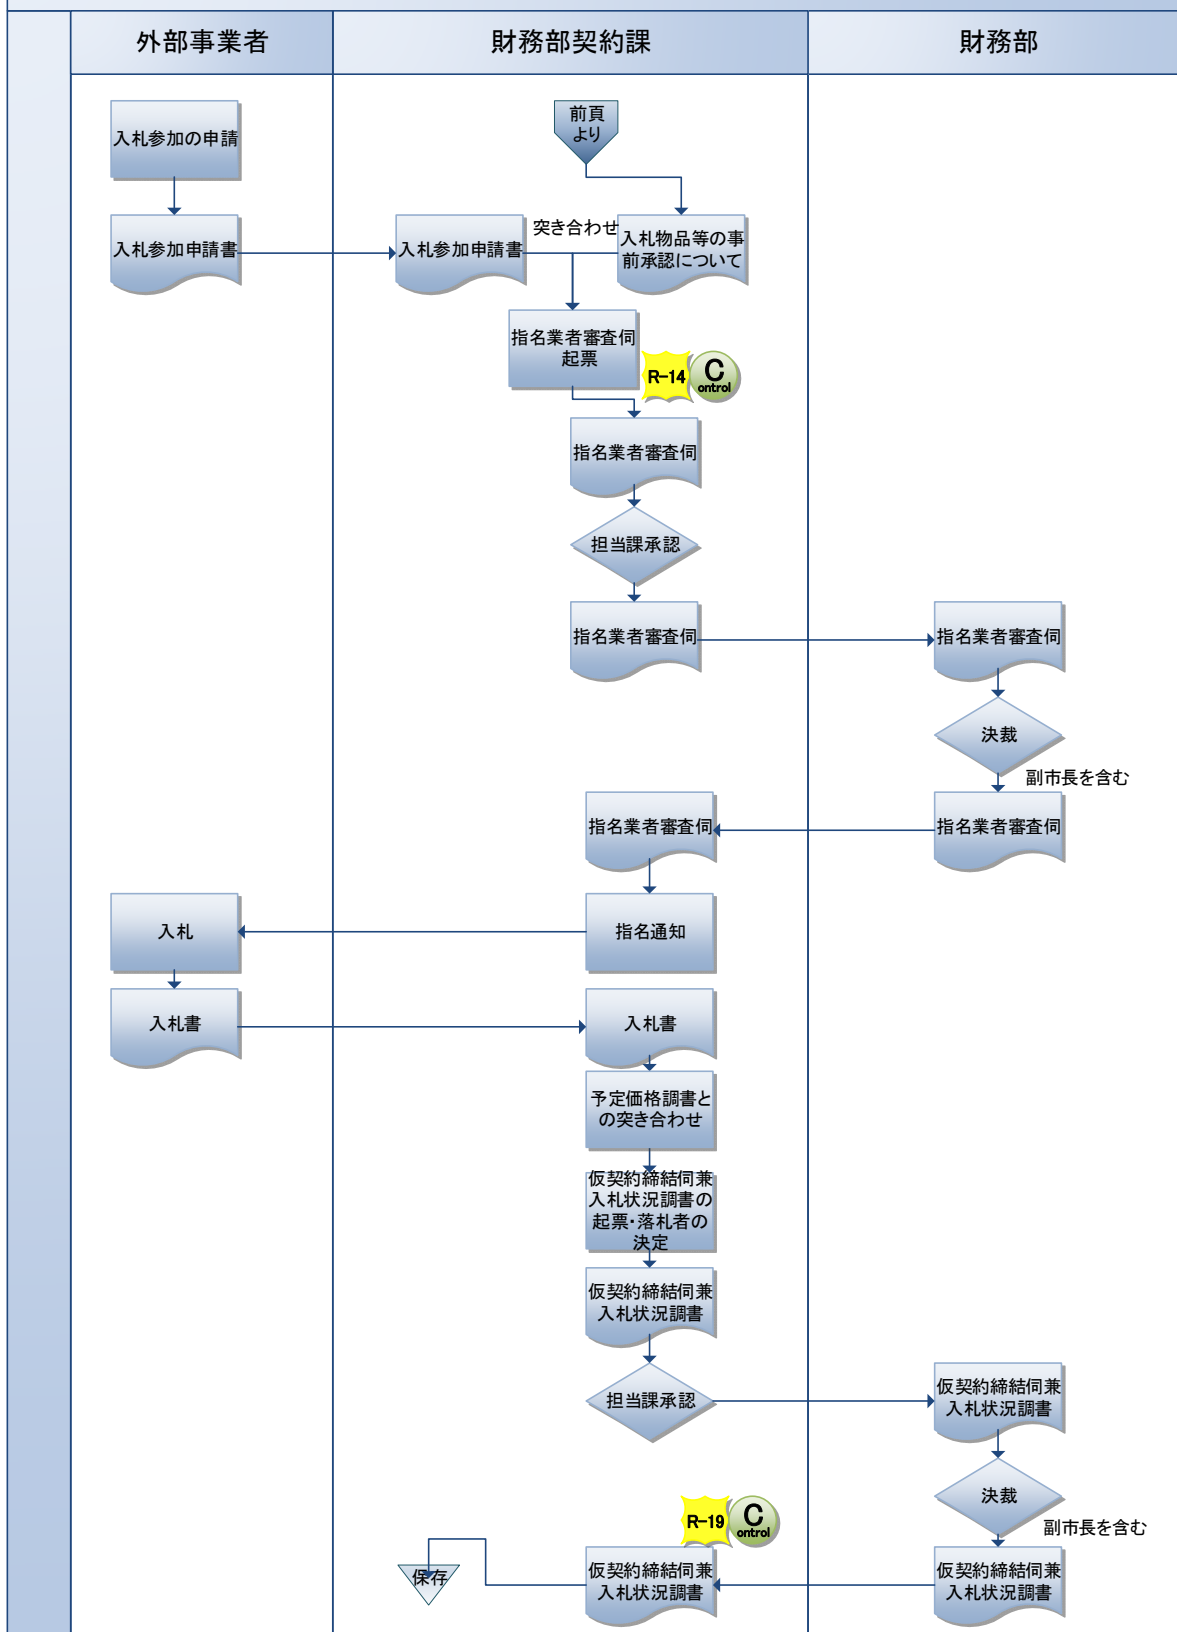 外部事業者
財務部契約課
財務部
入札参加の申請
前頁
より
入札参加申請書
入札参加申請書
突き合わせ
入札物品等の事
前承認について
指名業者審査伺
起票
R-14
C
ontrol
指名業者審査伺
担当課承認
指名業者審査伺
指名業者審査伺
決裁
副市長を含む
指名業者審査伺
指名業者審査伺
入札
指名通知
入札書
入札書
予定価格調書と
の突き合わせ
仮契約締結伺兼
入札状況調書の
起票・落札者の
決定
仮契約締結伺兼
入札状況調書
担当課承認
仮契約締結伺兼
入札状況調書
決裁
副市長を含む
R-19
C
ontrol
保存
仮契約締結伺兼
入札状況調書
仮契約締結伺兼
入札状況調書